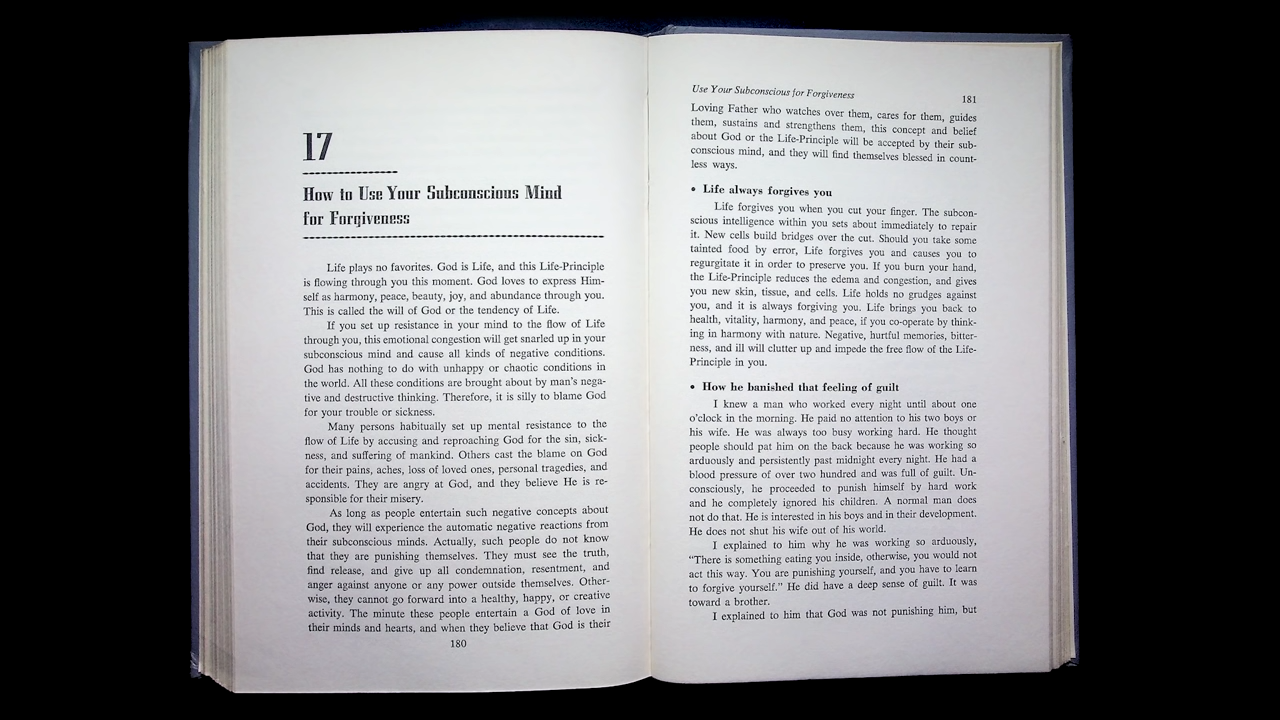 17
How to Use Your Subconscious Mind
for Forgiveness
Life plays no favorites. God is Life, and this Life-Principle
is flowing through you this moment. God loves to express Him-
self as harmony, peace, beauty, joy, and abundance through you.
This is called the will of God or the tendency of Life.
If you set up resistance in your mind to the flow of Life
through you, this emotional congestion will get snarled up in your
subconscious mind and cause all kinds of negative conditions.
God has nothing to do with unhappy or chaotic conditions in
the world. All these conditions are brought about by man's nega-
tive and destructive thinking. Therefore, it is silly to blame God
for your trouble or sickness.
Many persons habitually set up mental resistance to the
flow of Life by accusing and reproaching God for the sin, sick-
ness, and suffering of mankind. Others cast the blame on God
for their pains, aches, loss of loved ones, personal tragedies, and
accidents. They are angry at God, and they believe He is re-
sponsible for their misery.
As long as people entertain such negative concepts about
God, they will experience the automatic negative reactions from
their subconscious minds. Actually, such people do not know
that they are punishing themselves. They must see the truth,
find release, and give up all condemnation, resentment, and
anger against anyone or any power outside themselves. Other-
wise, they cannot go forward into a healthy, happy, or creative
activity. The minute these people entertain a God of love in
their minds and hearts, and when they believe that God is their
180
Use Your Subconscious for Forgiveness 181
Loving Father who watches over them, cares for them, guides
them, sustains and strengthens them, this concept and belief
about God or the Life-Principle will be accepted by their sub-
conscious mind, and they will find themselves blessed in count-
less ways.
• Life always forgives you
Life forgives you when you cut your finger. The subcon-
scious intelligence within you sets about immediately to repair
it. New cells build bridges over the cut. Should you take some
tainted food by error, Life forgives you and causes you to
regurgitate it in order to preserve you. If you burn your hand,
the Life-Principle reduces the edema and congestion, and gives
you new skin, tissue, and cells. Life holds no grudges against
you, and it is always forgiving you. Life brings you back to
health, vitality, harmony, and peace, if you co-operate by think-
ing in harmony with nature. Negative, hurtful memories, bitter-
ness, and ill will clutter up and impede the free flow of the Life-
Principle in you.
• How he banished that feeling of guilt
I knew a man who worked every night until about one
o'clock in the morning. He paid no attention to his two boys or
his wife. He was always too busy working hard. He thought
people should pat him on the back because he was working so
arduously and persistently past midnight every night. He had a
blood pressure of over two hundred and was full of guilt. Un-
consciously, he proceeded to punish himself by hard work
and he completely ignored his children. A normal man does
not do that. He is interested in his boys and in their development.
He does not shut his wife out of his world.
I explained to him why he was working so arduously,
"There is something eating you inside, otherwise, you would not
act this way. You are punishing yourself, and you have to learn
to forgive yourself." He did have a deep sense of guilt. It was
toward a brother.
I explained to him that God was not punishing him, but